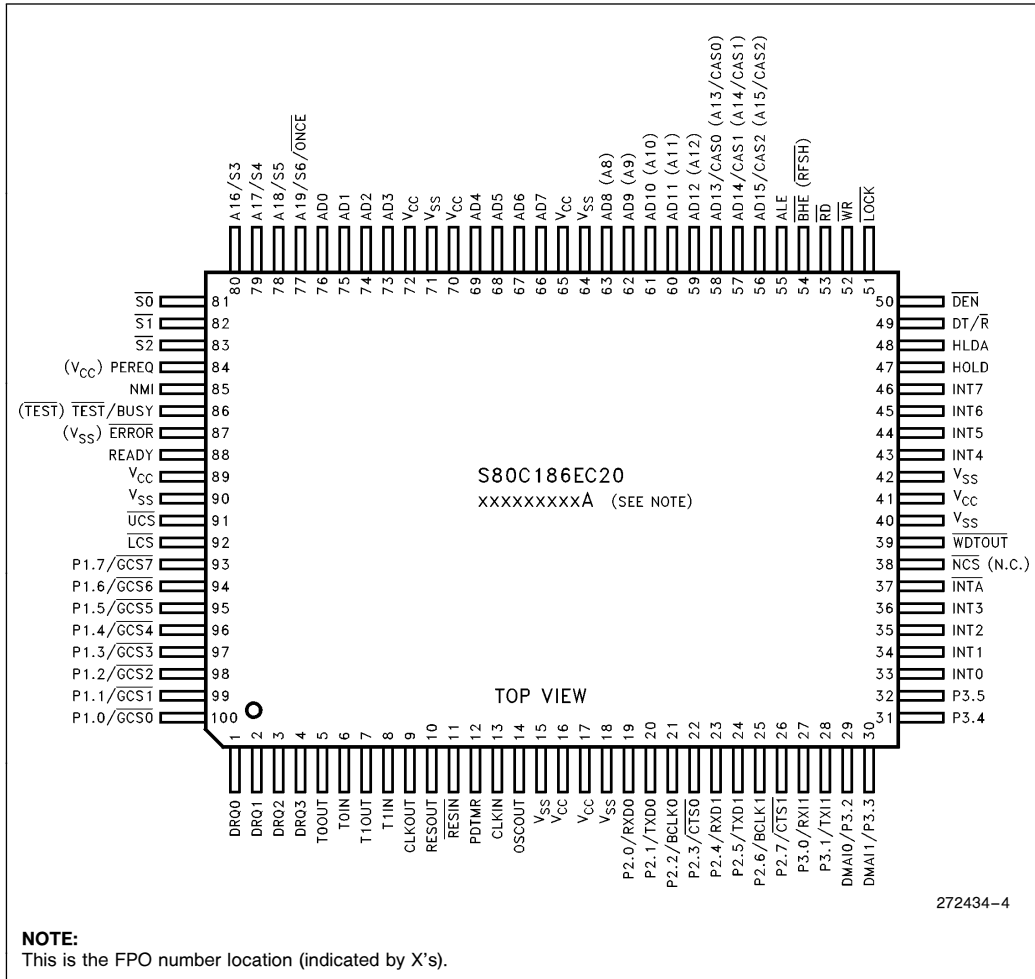 A16/S3
A17/S4
A18/S5
A19/S6/ONCE
AD0
AD1
AD2
AD3
VCC
VSS
VCC
AD4
AD5
AD6
AD7
VCC
VSS
AD8 (A8)
AD9 (A9)
AD10 (A10)
AD11 (A11)
AD12 (A12)
AD13/CAS0 (A13/CAS0)
AD14/CAS1 (A14/CAS1)
AD15/CAS2 (A15/CAS2)
ALE
BHE (RFSH)
RD
WR
LOCK
80 79 78 77 76 75 74 73 72 71 70 69 68 67 66 65 64 63 62 61 60 59 58 57 56 55 54 53 52 51
S0 81
S1 82
S2 83
(VCC) PEREQ 84
NMI 85
(TEST) TEST/BUSY 86
(VSS) ERROR 87
READY 88
VCC 89
VSS 90
UCS 91
LCS 92
P1.7/GCS7 93
P1.6/GCS6 94
P1.5/GCS5 95
P1.4/GCS4 96
P1.3/GCS3 97
P1.2/GCS2 98
P1.1/GCS1 99
P1.0/GCS0 100
S80C186EC20
XXXXXXXXXA (SEE NOTE)
TOP VIEW
50 DEN
49 DT/R
48 HLDA
47 HOLD
46 INT7
45 INT6
44 INT5
43 INT4
42 VSS
41 VCC
40 VSS
39 WDTOUT
38 NCS (N.C.)
37 INTA
36 INT3
35 INT2
34 INT1
33 INT0
32 P3.5
31 P3.4
1 2 3 4 5 6 7 8 9 10 11 12 13 14 15 16 17 18 19 20 21 22 23 24 25 26 27 28 29 30
DRQ0
DRQ1
DRQ2
DRQ3
T0OUT
T0IN
T1OUT
T1IN
CLKOUT
RESOUT
RESIN
PDTMR
CLKIN
OSCOUT
VSS
VCC
VCC
VSS
P2.0/RXD0
P2.1/TXD0
P2.2/BCLK0
P2.3/CTS0
P2.4/RXD1
P2.5/TXD1
P2.6/BCLK1
P2.7/CTS1
P3.0/RXI1
P3.1/TXI1
DMAI0/P3.2
DMAI1/P3.3
272434–4
NOTE:
This is the FPO number location (indicated by X's).